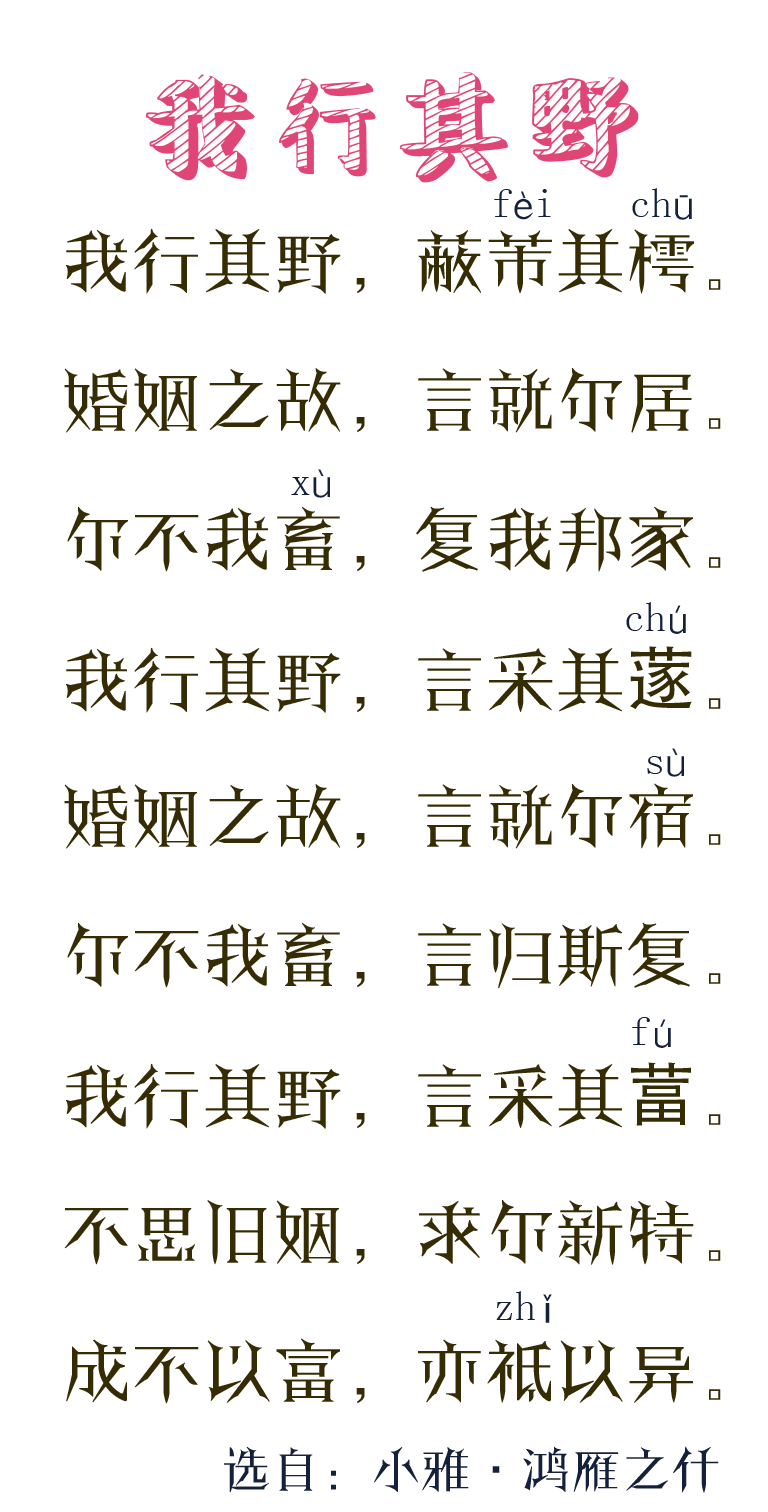 我行其野
fèi chū
我行其野，蔽芾其樗。
婚姻之故，言就尔居。
xù
尔不我畜，复我邦家。
chú
我行其野，言采其蓫。
sù
婚姻之故，言就尔宿。
尔不我畜，言归斯复。
fú
我行其野，言采其葍。
不思旧姻，求尔新特。
zhǐ
成不以富，亦祗以异。
选自：小雅·鸿雁之什